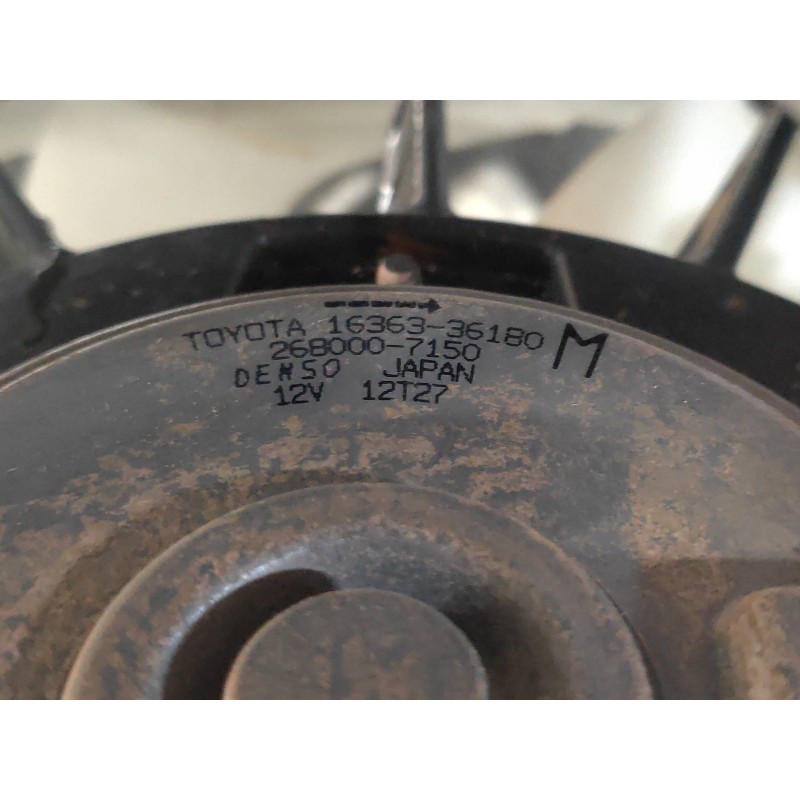 TOYOTA 16363-36180 M
268000-7150
DENSO JAPAN
12V 12T27